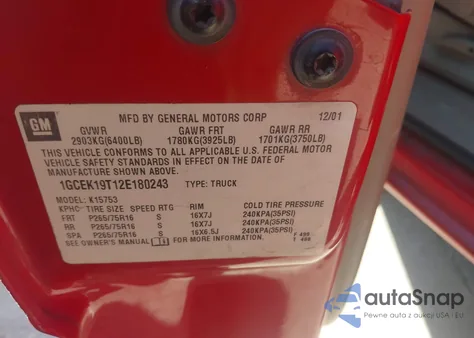 GM
MFD BY GENERAL MOTORS CORP 12/01
GVWR GAWR FRT GAWR RR
2903KG(6400LB) 1780KG(3925LB) 1701KG(3750LB)
THIS VEHICLE CONFORMS TO ALL APPLICABLE U.S. FEDERAL MOTOR
VEHICLE SAFETY STANDARDS IN EFFECT ON THE DATE OF
MANUFACTURE SHOWN ABOVE.
1GCEK19T12E180243 TYPE: TRUCK
MODEL: K15753
KPHC TIRE SIZE SPEED RTG RIM COLD TIRE PRESSURE
FRT P265/75R16 S 16X7J 240KPA(35PSI)
RR P265/75R16 S 16X7J 240KPA(35PSI)
SPA P265/75R16 S 16X6.5J 240KPA(35PSI)
SEE OWNER'S MANUAL FOR MORE INFORMATION. F 498
T 498
autoSnap
Pewne auta z aukcji USA i EU